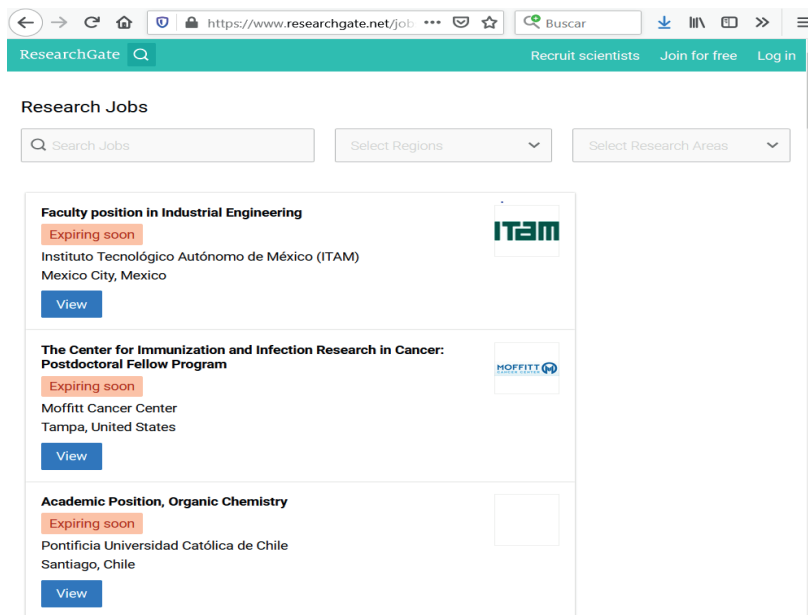 https://www.researchgate.net/job
Buscar
ResearchGate
Recruit scientists Join for free Log in
Research Jobs
Search Jobs
Select Regions
Select Research Areas
Faculty position in Industrial Engineering
Expiring soon
Instituto Tecnológico Autónomo de México (ITAM)
Mexico City, Mexico
View
ITAM
The Center for Immunization and Infection Research in Cancer:
Postdoctoral Fellow Program
Expiring soon
Moffitt Cancer Center
Tampa, United States
View
MOFFITT M
CANCER CENTER
Academic Position, Organic Chemistry
Expiring soon
Pontificia Universidad Católica de Chile
Santiago, Chile
View